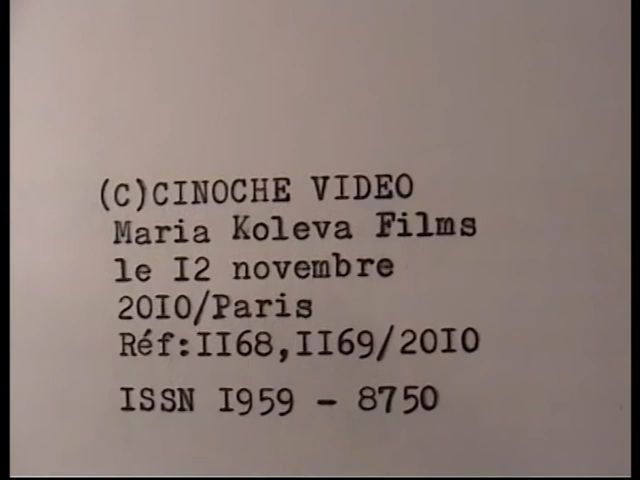 (C)CINOCHE VIDEO
Maria Koleva Films
le I2 novembre
20I0/Paris
Réf:II68,II69/20I0
ISSN I959 - 8750